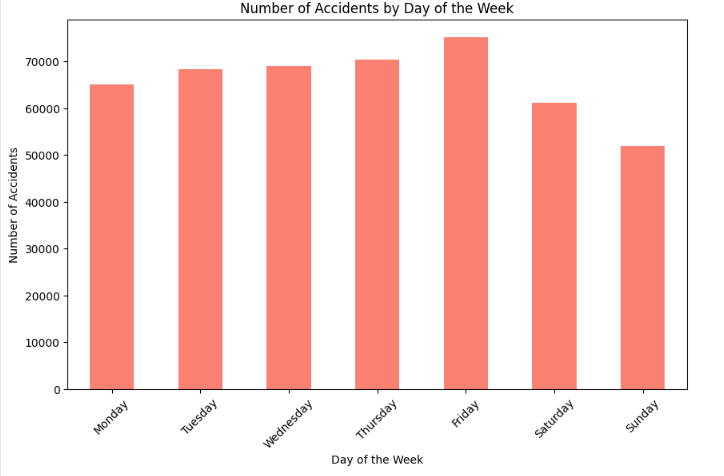 Number of Accidents by Day of the Week
Number of Accidents
70000
60000
50000
40000
30000
20000
10000
0
Monday
Tuesday
Wednesday
Thursday
Friday
Saturday
Sunday
Day of the Week